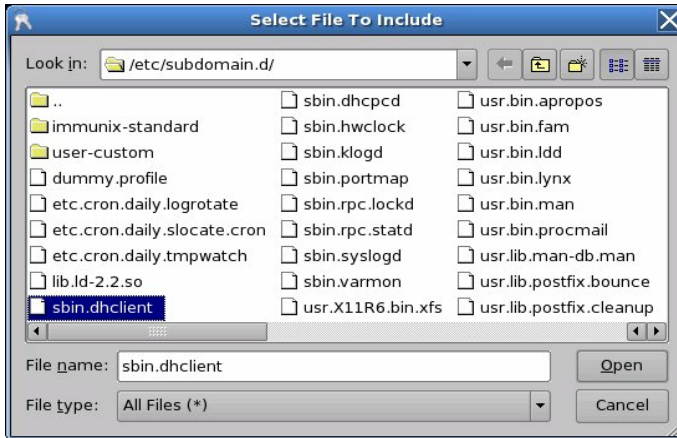 Select File To Include
Look in: /etc/subdomain.d/
..
immunix-standard
user-custom
dummy.profile
etc.cron.daily.logrotate
etc.cron.daily.slocate.cron
etc.cron.daily.tmpwatch
lib.ld-2.2.so
sbin.dhclient
sbin.dhcpcd
sbin.hwclock
sbin.klogd
sbin.portmap
sbin.rpc.lockd
sbin.rpc.statd
sbin.syslogd
sbin.varmon
usr.X11R6.bin.xfs
usr.bin.apropos
usr.bin.fam
usr.bin.ldd
usr.bin.lynx
usr.bin.man
usr.bin.procmail
usr.lib.man-db.man
usr.lib.postfix.bounce
usr.lib.postfix.cleanup
File name: sbin.dhclient
Open
File type: All Files (*)
Cancel